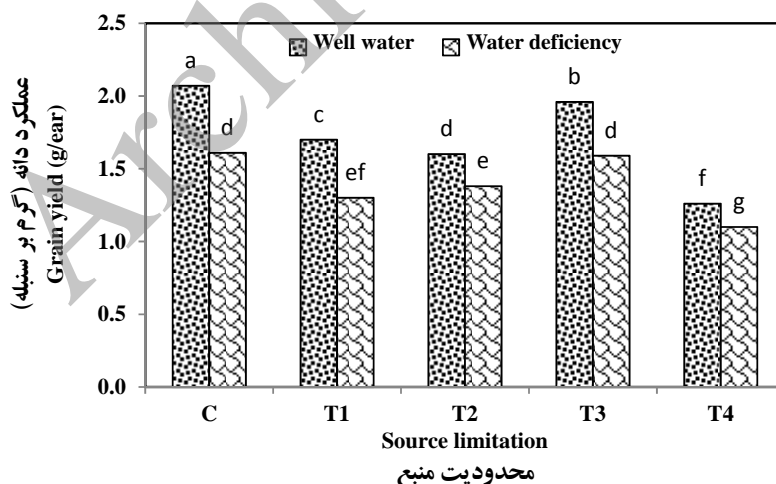 2.5
Well water
Water deficiency
a
b
2.0
c
d
d
d
1.5
ef
e
f
g
1.0
0.5
0.0
عملکرد دانه (گرم بر سنبله)
Grain yield (g/ear)
C
T1
T2
T3
T4
Source limitation
محدودیت منبع